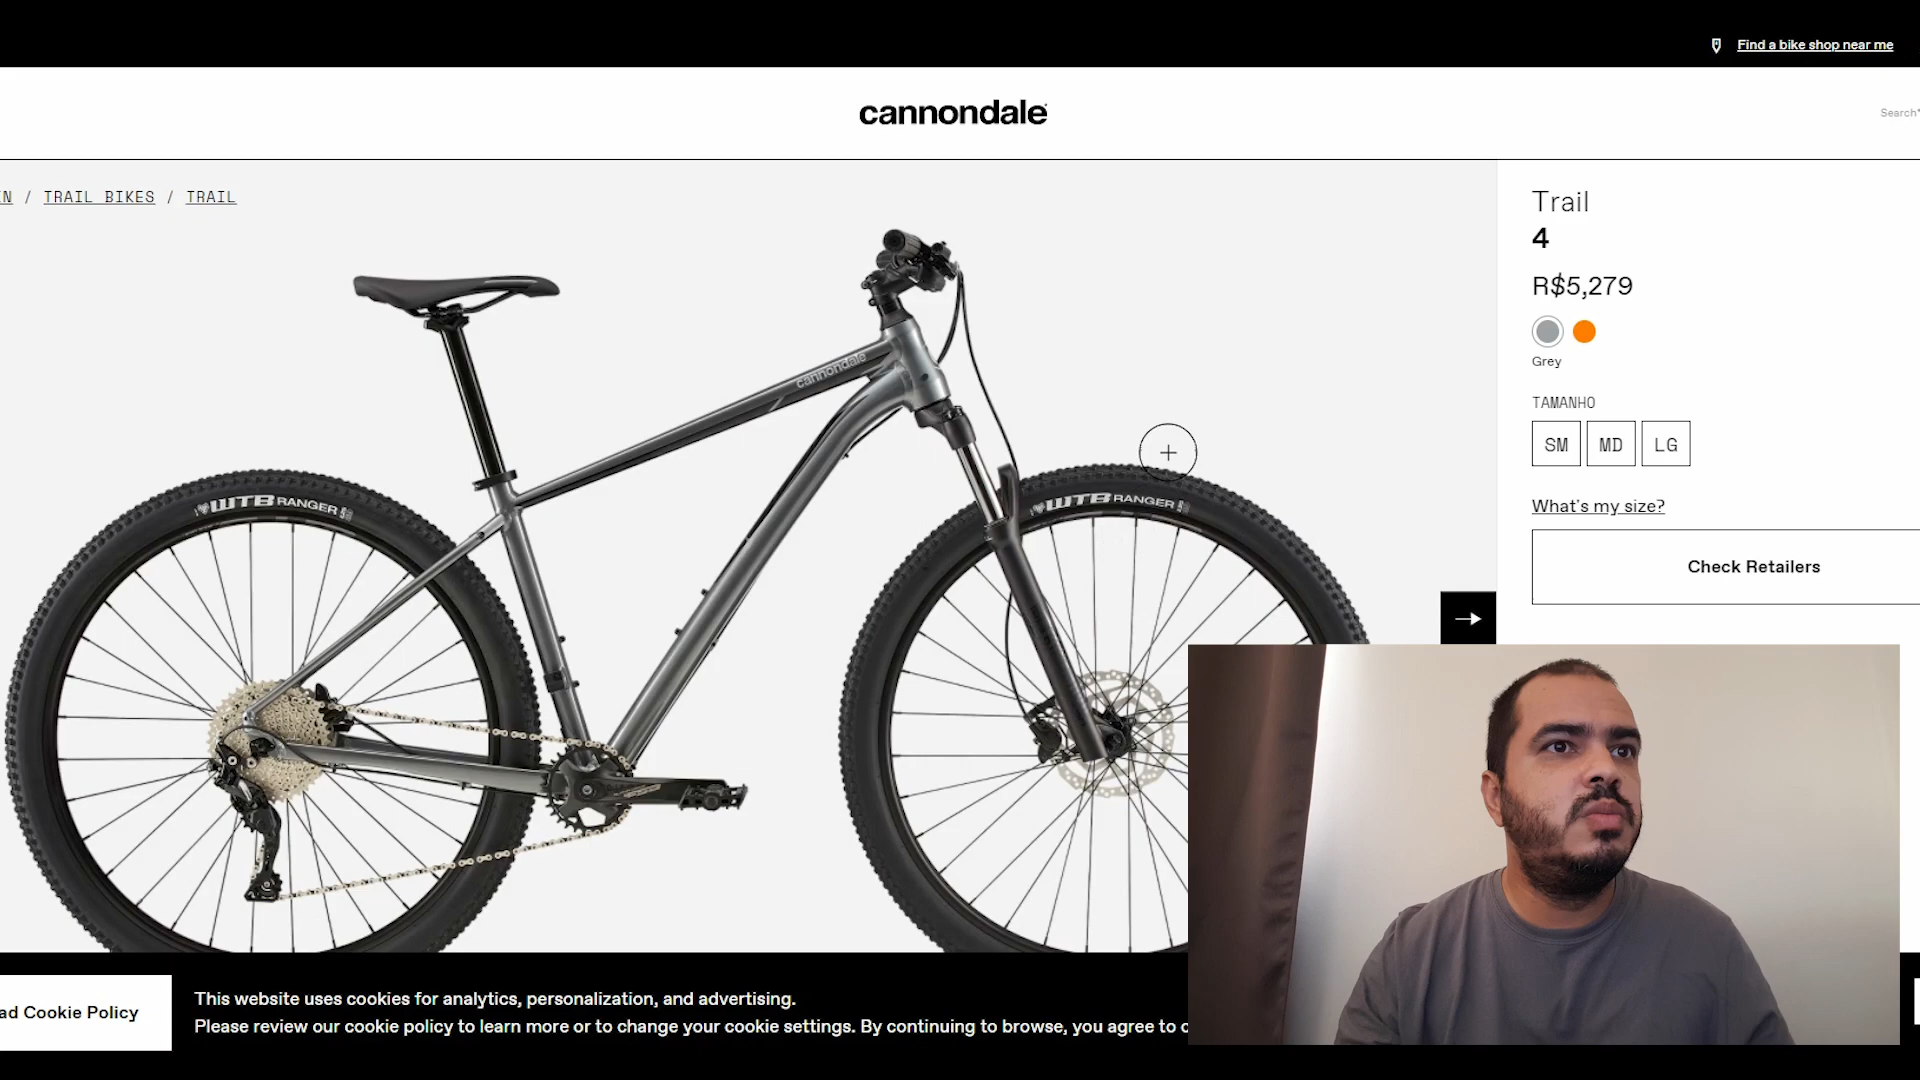 Find a bike shop near me
cannondale
Search
IN / TRAIL BIKES / TRAIL
Trail
4
R$5,279
Grey
TAMANHO
SM MD LG
What's my size?
Check Retailers
cannondale
WTB RANGER
WTB RANGER
ad Cookie Policy
This website uses cookies for analytics, personalization, and advertising.
Please review our cookie policy to learn more or to change your cookie settings. By continuing to browse, you agree to